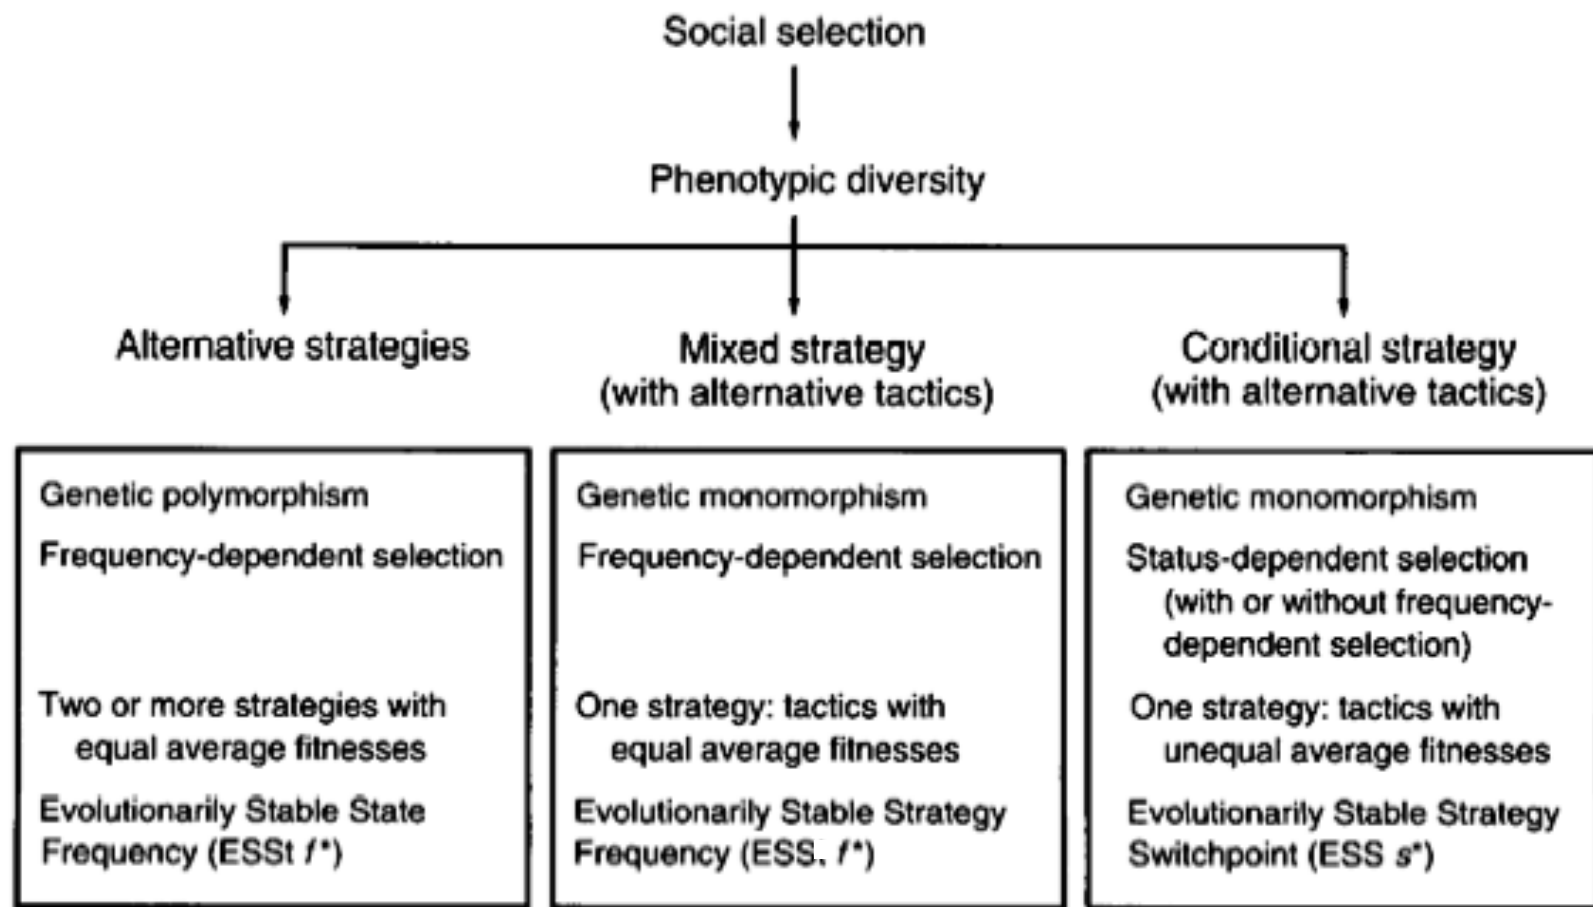 Social selection
Phenotypic diversity
Alternative strategies
Genetic polymorphism
Frequency-dependent selection
Two or more strategies with
equal average fitnesses
Evolutionarily Stable State
Frequency (ESSt f*)
Mixed strategy
(with alternative tactics)
Genetic monomorphism
Frequency-dependent selection
One strategy: tactics with
equal average fitnesses
Evolutionarily Stable Strategy
Frequency (ESS. f*)
Conditional strategy
(with alternative tactics)
Genetic monomorphism
Status-dependent selection
(with or without frequency-
dependent selection)
One strategy: tactics with
unequal average fitnesses
Evolutionarily Stable Strategy
Switchpoint (ESS s*)